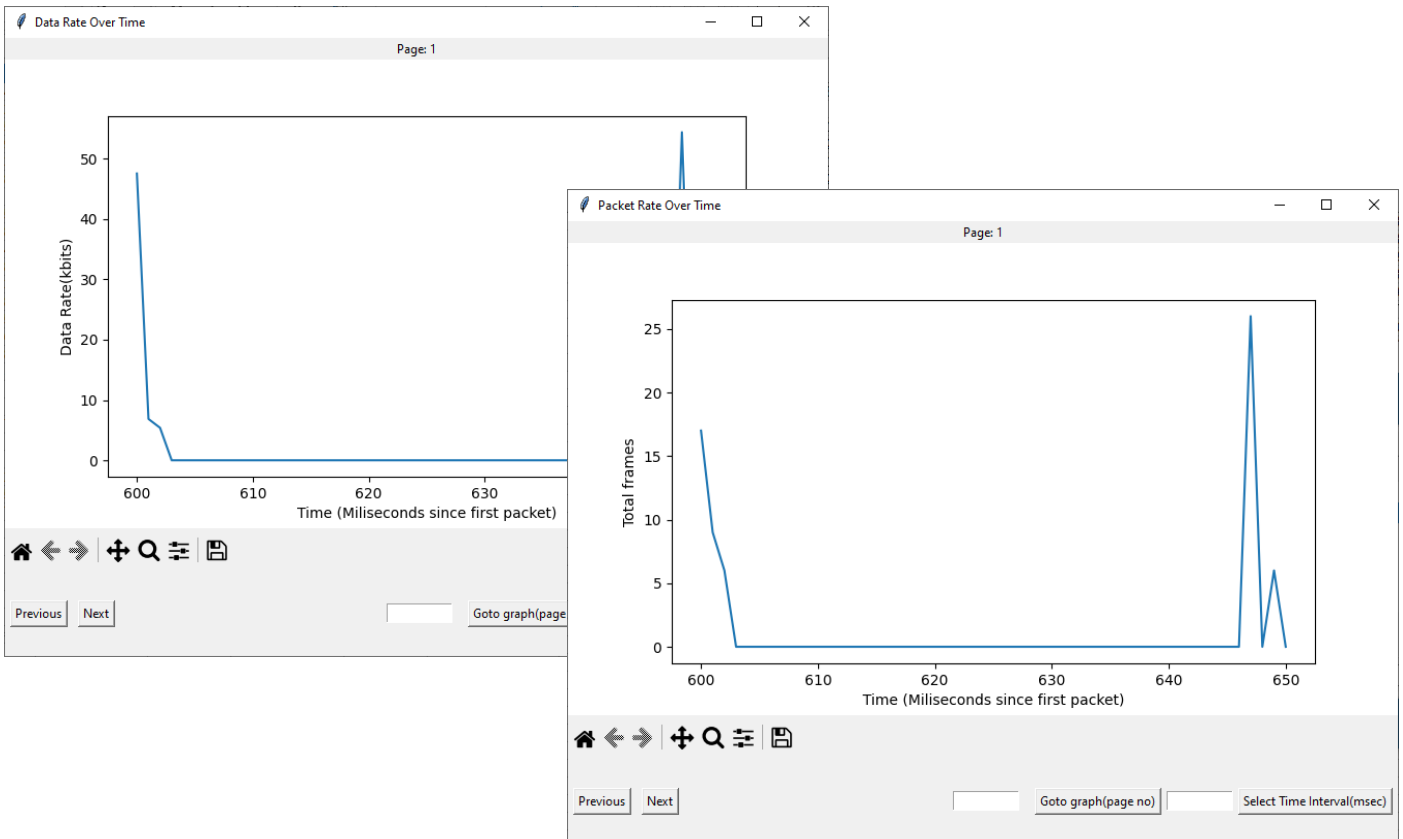 Data Rate Over Time
Page: 1
50
40
30
20
10
0
Data Rate(kbits)
600 610 620 630
Time (Miliseconds since first packet)
Previous Next Goto graph(page
Packet Rate Over Time
Page: 1
25
20
15
10
5
0
Total frames
600 610 620 630 640 650
Time (Miliseconds since first packet)
Previous Next Goto graph(page no) Select Time Interval(msec)